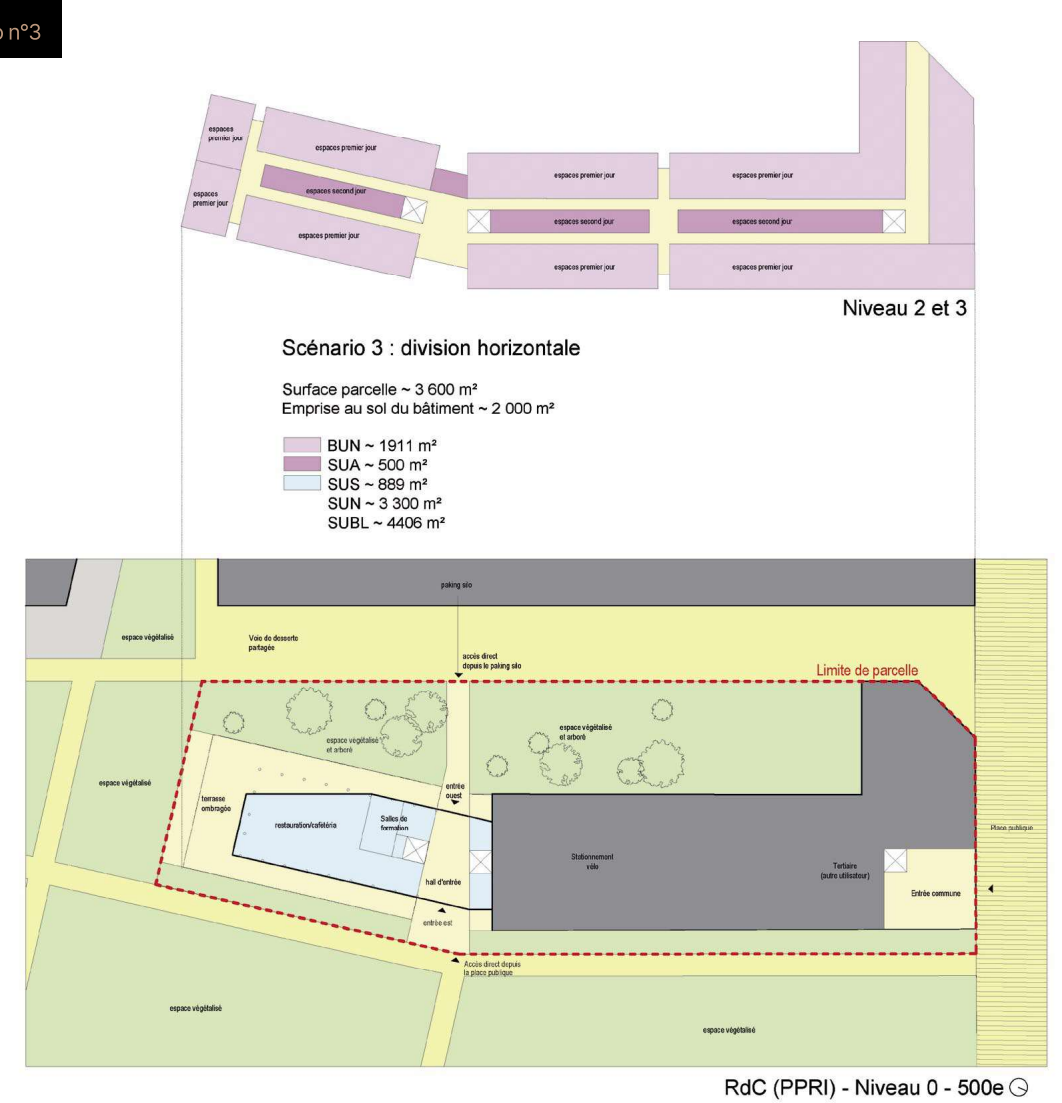 o n°3
espaces
premier jour
espaces premier jour
espaces premier jour
espaces premier jour
espaces second jour
espaces
premier jour
espaces second jour
espaces second jour
espaces premier jour
espaces premier jour
espaces premier jour
Niveau 2 et 3
Scénario 3 : division horizontale
Surface parcelle ~ 3 600 m²
Emprise au sol du bâtiment ~ 2 000 m²
BUN ~ 1911 m²
SUA ~ 500 m²
SUS ~ 889 m²
SUN ~ 3 300 m²
SUBL ~ 4406 m²
paking silo
espace végétalisé
Voie de desserte
partagée
accés direct
depuis le paking silo
Limite de parcelle
espace végétalisé
et arboré
espace végétalisé
et arboré
espace végétalisé
terrasse
ombragée
entrée
ouest
restauration/cafétéria
Salles de
formation
Place publique
Stationnement
vélo
Tertiaire
(autre utilisateur)
hall d'entrée
Entrée commune
entrée est
Accés direct depuis
la place publique
espace végétalisé
espace végétalisé
RdC (PPRI) - Niveau 0 - 500e